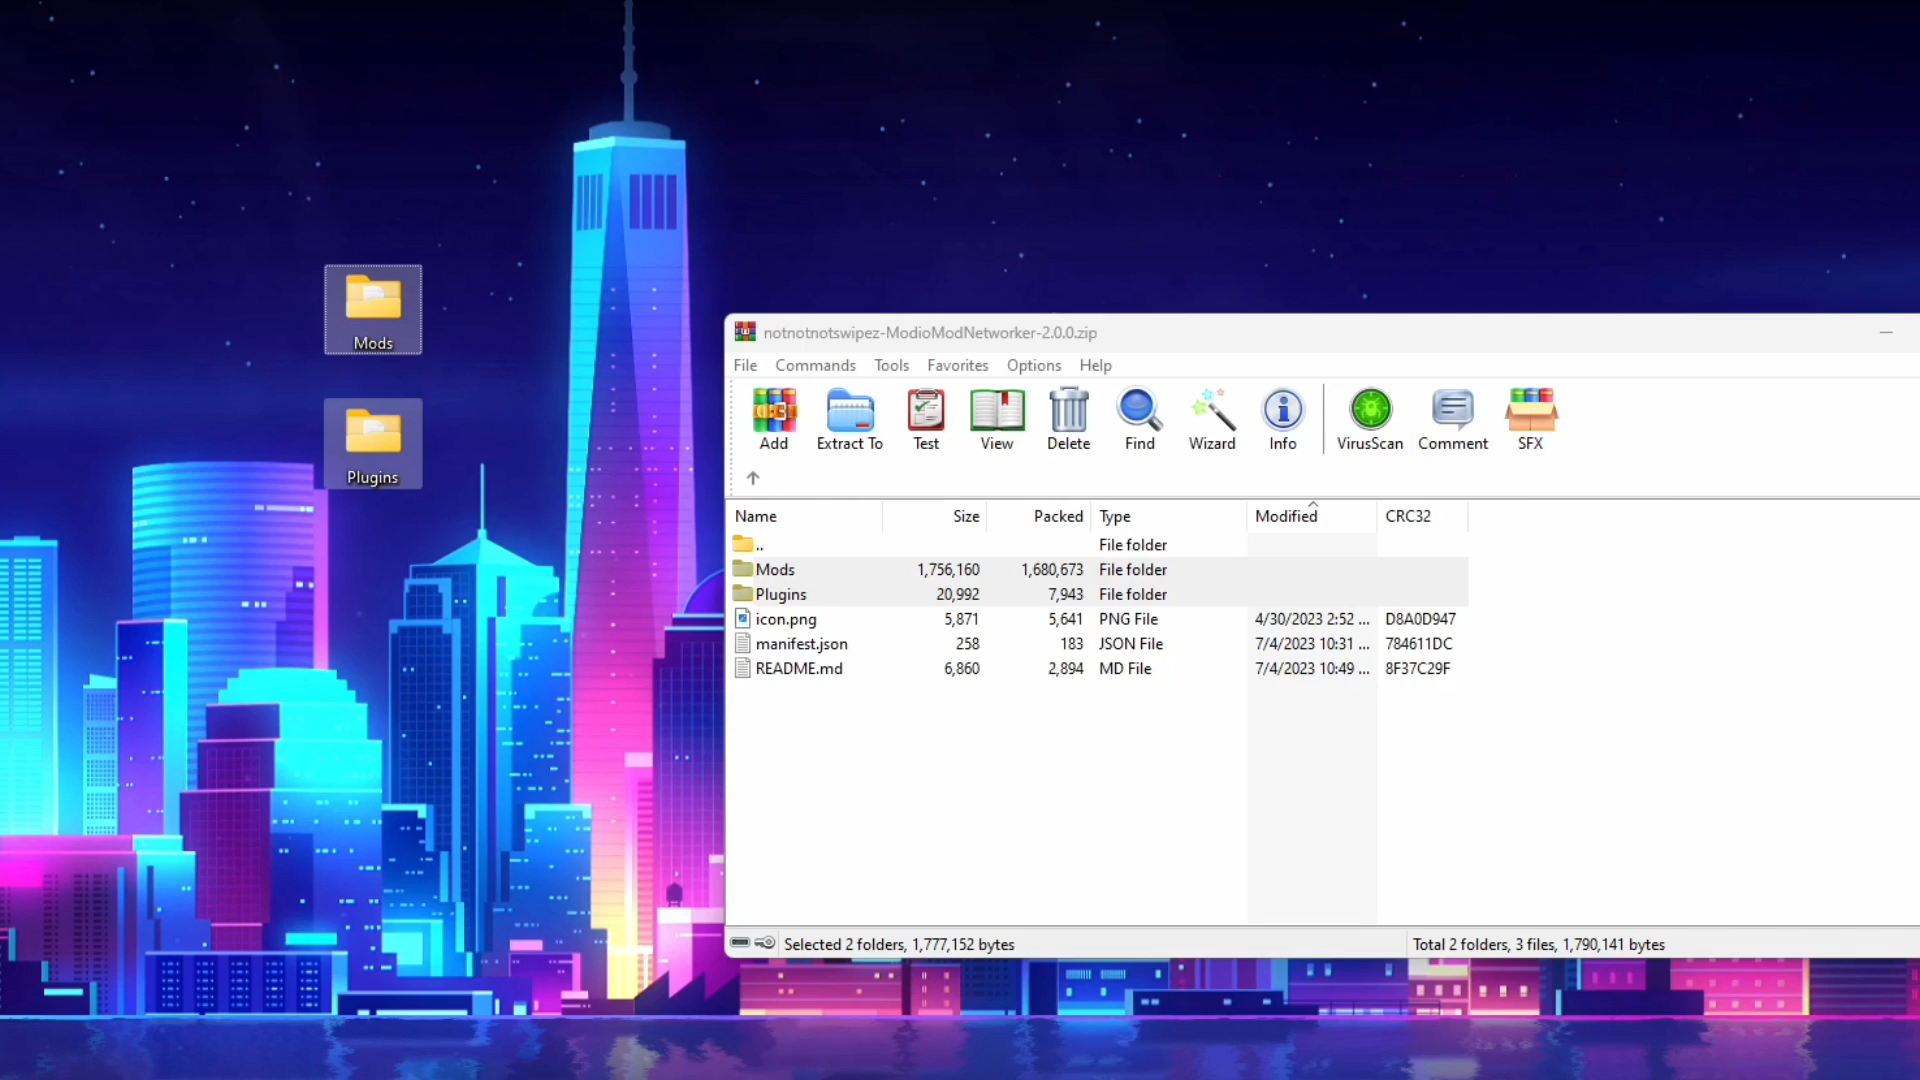 Mods
Plugins
notnotnotswipez-ModioModNetworker-2.0.0.zip
File Commands Tools Favorites Options Help
Add Extract To Test View Delete Find Wizard Info VirusScan Comment SFX
Name Size Packed Type Modified CRC32
.. File folder
Mods 1,756,160 1,680,673 File folder
Plugins 20,992 7,943 File folder
icon.png 5,871 5,641 PNG File 4/30/2023 2:52 ... D8A0D947
manifest.json 258 183 JSON File 7/4/2023 10:31 ... 784611DC
README.md 6,860 2,894 MD File 7/4/2023 10:49 ... 8F37C29F
Selected 2 folders, 1,777,152 bytes Total 2 folders, 3 files, 1,790,141 bytes